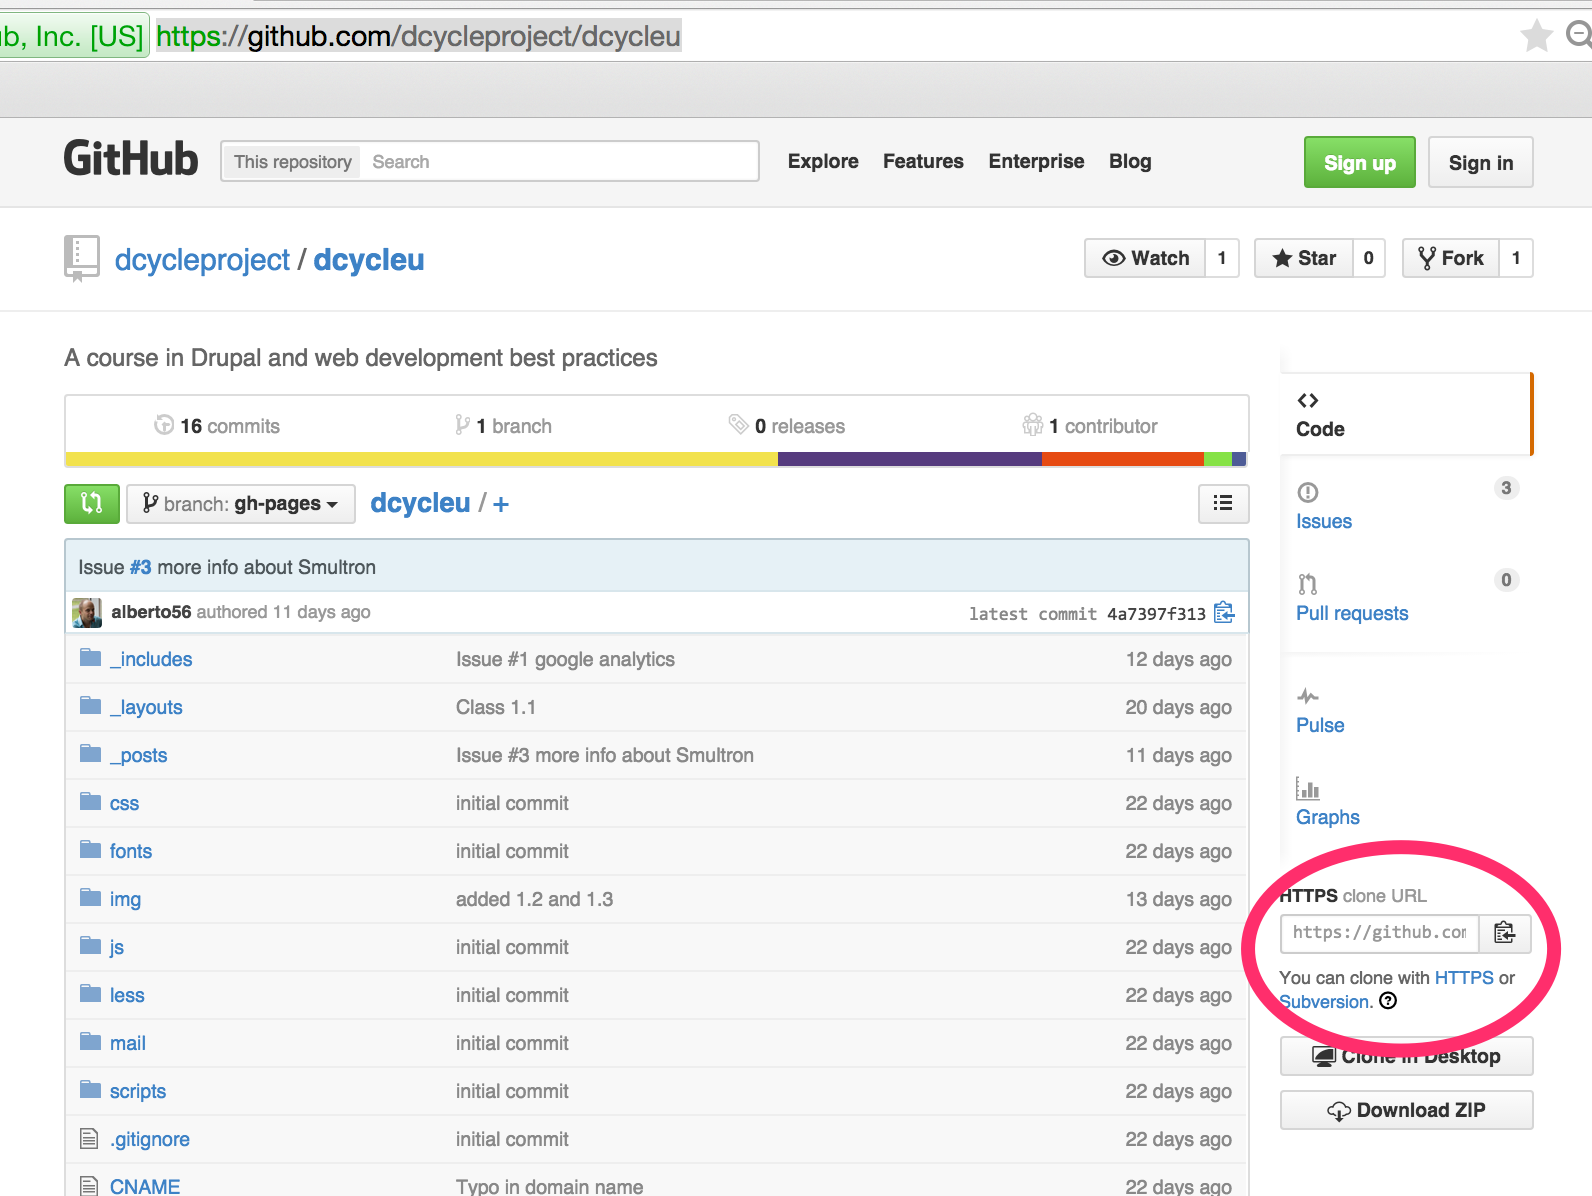 b, Inc. [US] https://github.com/dcycleproject/dcycleu
GitHub This repository Search Explore Features Enterprise Blog Sign up Sign in
dcycleproject / dcycleu Watch 1 Star 0 Fork 1
A course in Drupal and web development best practices
16 commits 1 branch 0 releases 1 contributor
branch: gh-pages dcycleu / +
Issue #3 more info about Smultron
alberto56 authored 11 days ago latest commit 4a7397f313
_includes Issue #1 google analytics 12 days ago
_layouts Class 1.1 20 days ago
_posts Issue #3 more info about Smultron 11 days ago
css initial commit 22 days ago
fonts initial commit 22 days ago
img added 1.2 and 1.3 13 days ago
js initial commit 22 days ago
less initial commit 22 days ago
mail initial commit 22 days ago
scripts initial commit 22 days ago
.gitignore initial commit 22 days ago
CNAME Typo in domain name 22 days ago
Code
Issues 3
Pull requests 0
Pulse
Graphs
HTTPS clone URL
https://github.com
You can clone with HTTPS or
Subversion.
Clone in Desktop
Download ZIP